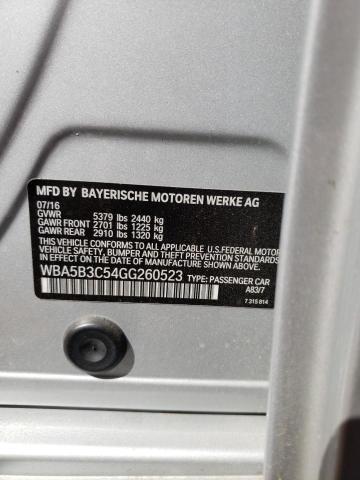 MFD BY BAYERISCHE MOTOREN WERKE AG
07/16
GVWR 5379 lbs 2440 kg
GAWR FRONT 2701 lbs 1225 kg
GAWR REAR 2910 lbs 1320 kg
THIS VEHICLE CONFORMS TO ALL APPLICABLE U.S.FEDERAL MOTOR
VEHICLE SAFETY, BUMPER AND THEFT PREVENTION STANDARDS
IN EFFECT ON THE DATE OF MANUFACTURE SHOWN ABOVE.
WBA5B3C54GG260523 TYPE: PASSENGER CAR
A83/7
7 315 814